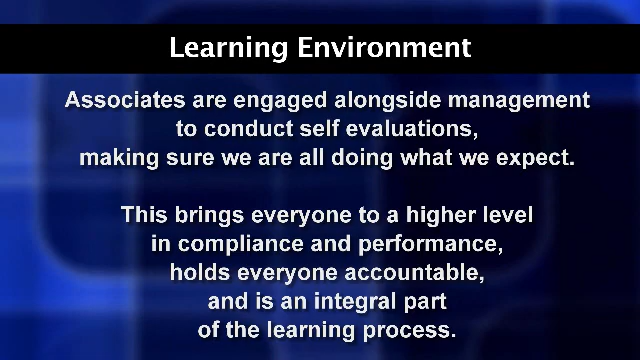 Learning Environment
Associates are engaged alongside management
to conduct self evaluations,
making sure we are all doing what we expect.
This brings everyone to a higher level
in compliance and performance,
holds everyone accountable,
and is an integral part
of the learning process.